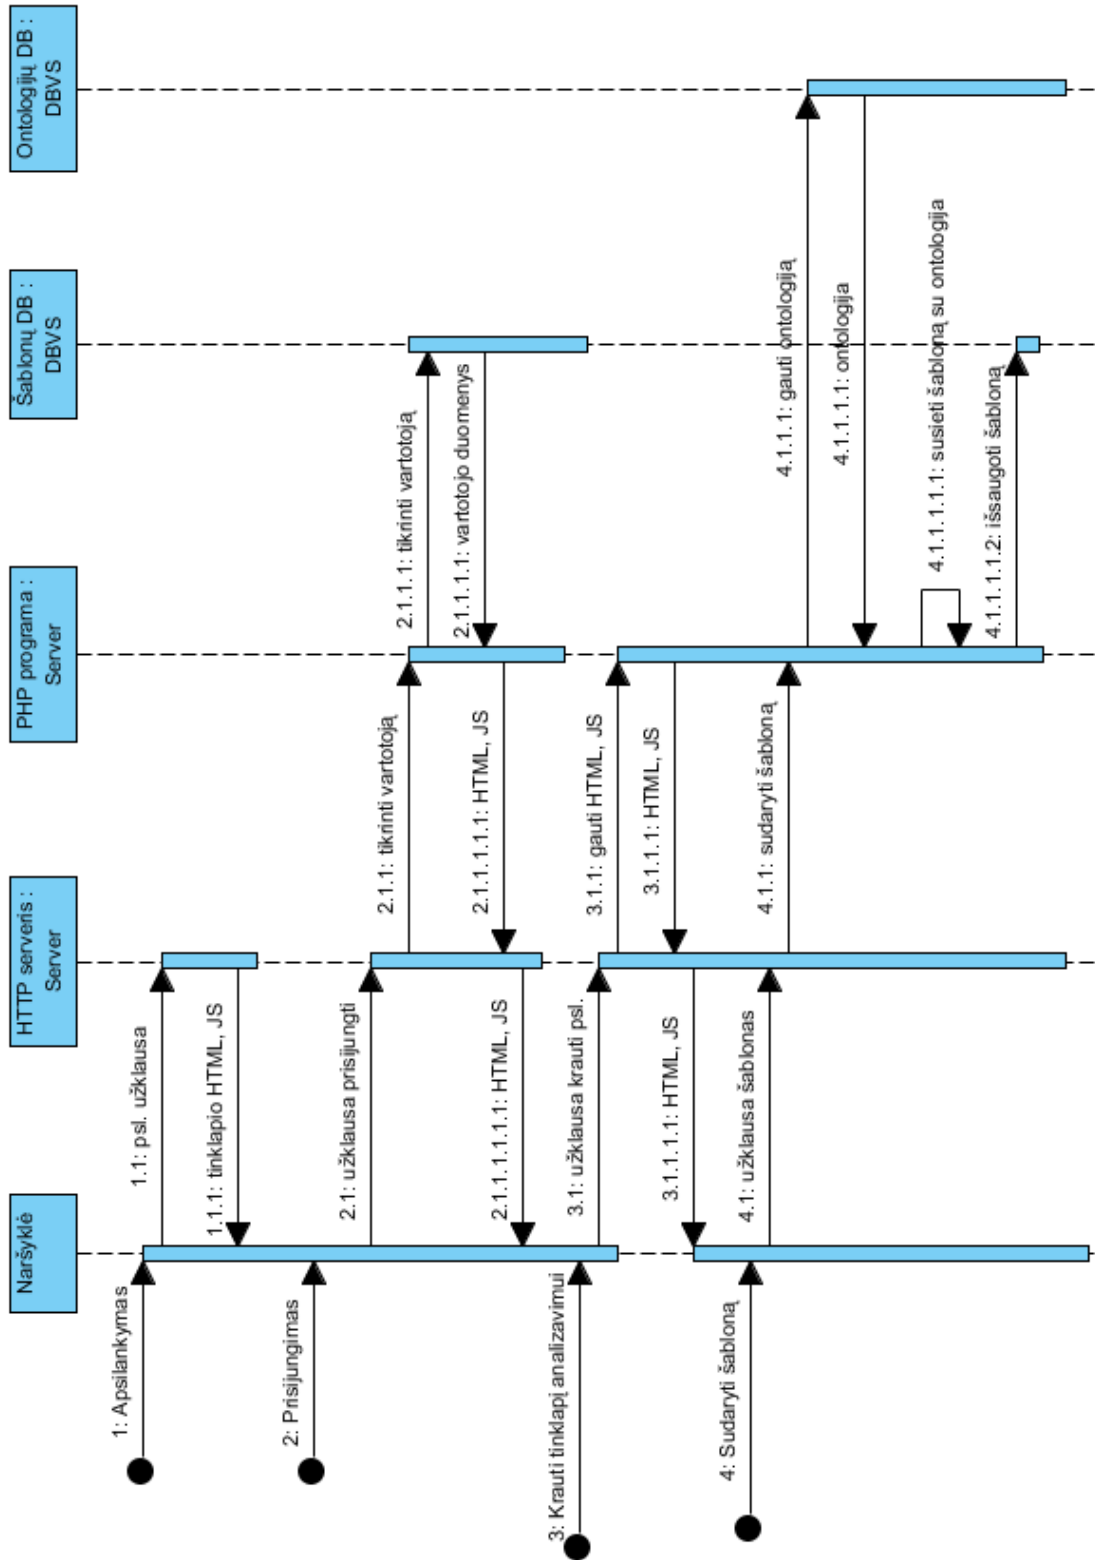 Naršyklė
HTTP serveris :
Server
PHP programa :
Server
Šablonų DB :
DBVS
Ontologijų DB :
DBVS
1: Apsilankymas
1.1: psl. užklausa
1.1.1: tinklapio HTML, JS
2: Prisijungimas
2.1: užklausa prisijungti
2.1.1: tikrinti vartotoją
2.1.1.1: tikrinti vartotoją
2.1.1.1.1: vartotojo duomenys
2.1.1.1.1.1: HTML, JS
2.1.1.1.1.1.1: HTML, JS
3: Krauti tinklapį analizavimui
3.1: užklausa krauti psl.
3.1.1: gauti HTML, JS
3.1.1.1: HTML, JS
3.1.1.1.1: HTML, JS
4: Sudaryti šabloną
4.1: užklausa šablonas
4.1.1: sudaryti šabloną
4.1.1.1: gauti ontologiją
4.1.1.1.1: ontologija
4.1.1.1.1.1: susieti šabloną su ontologija
4.1.1.1.1.2: išsaugoti šabloną